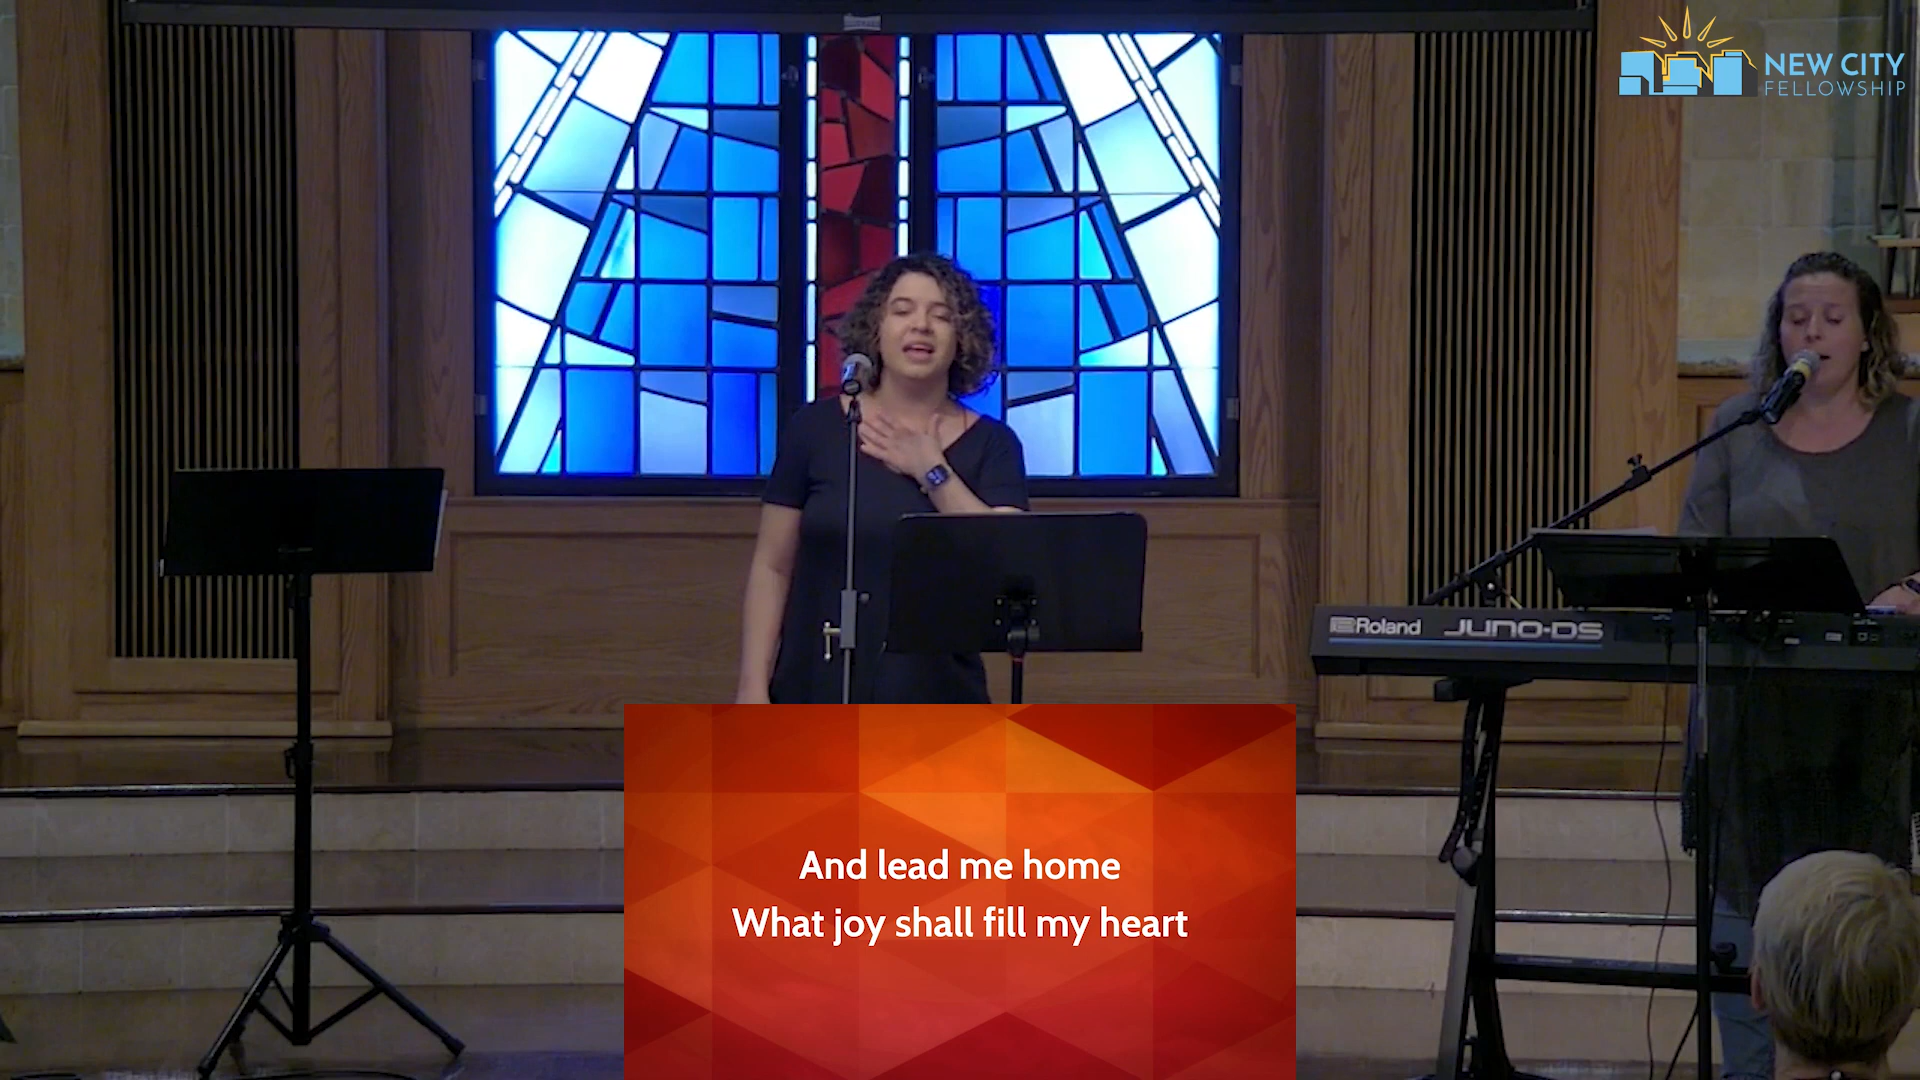 NEW CITY
FELLOWSHIP
Roland JUNO-DS
And lead me home
What joy shall fill my heart